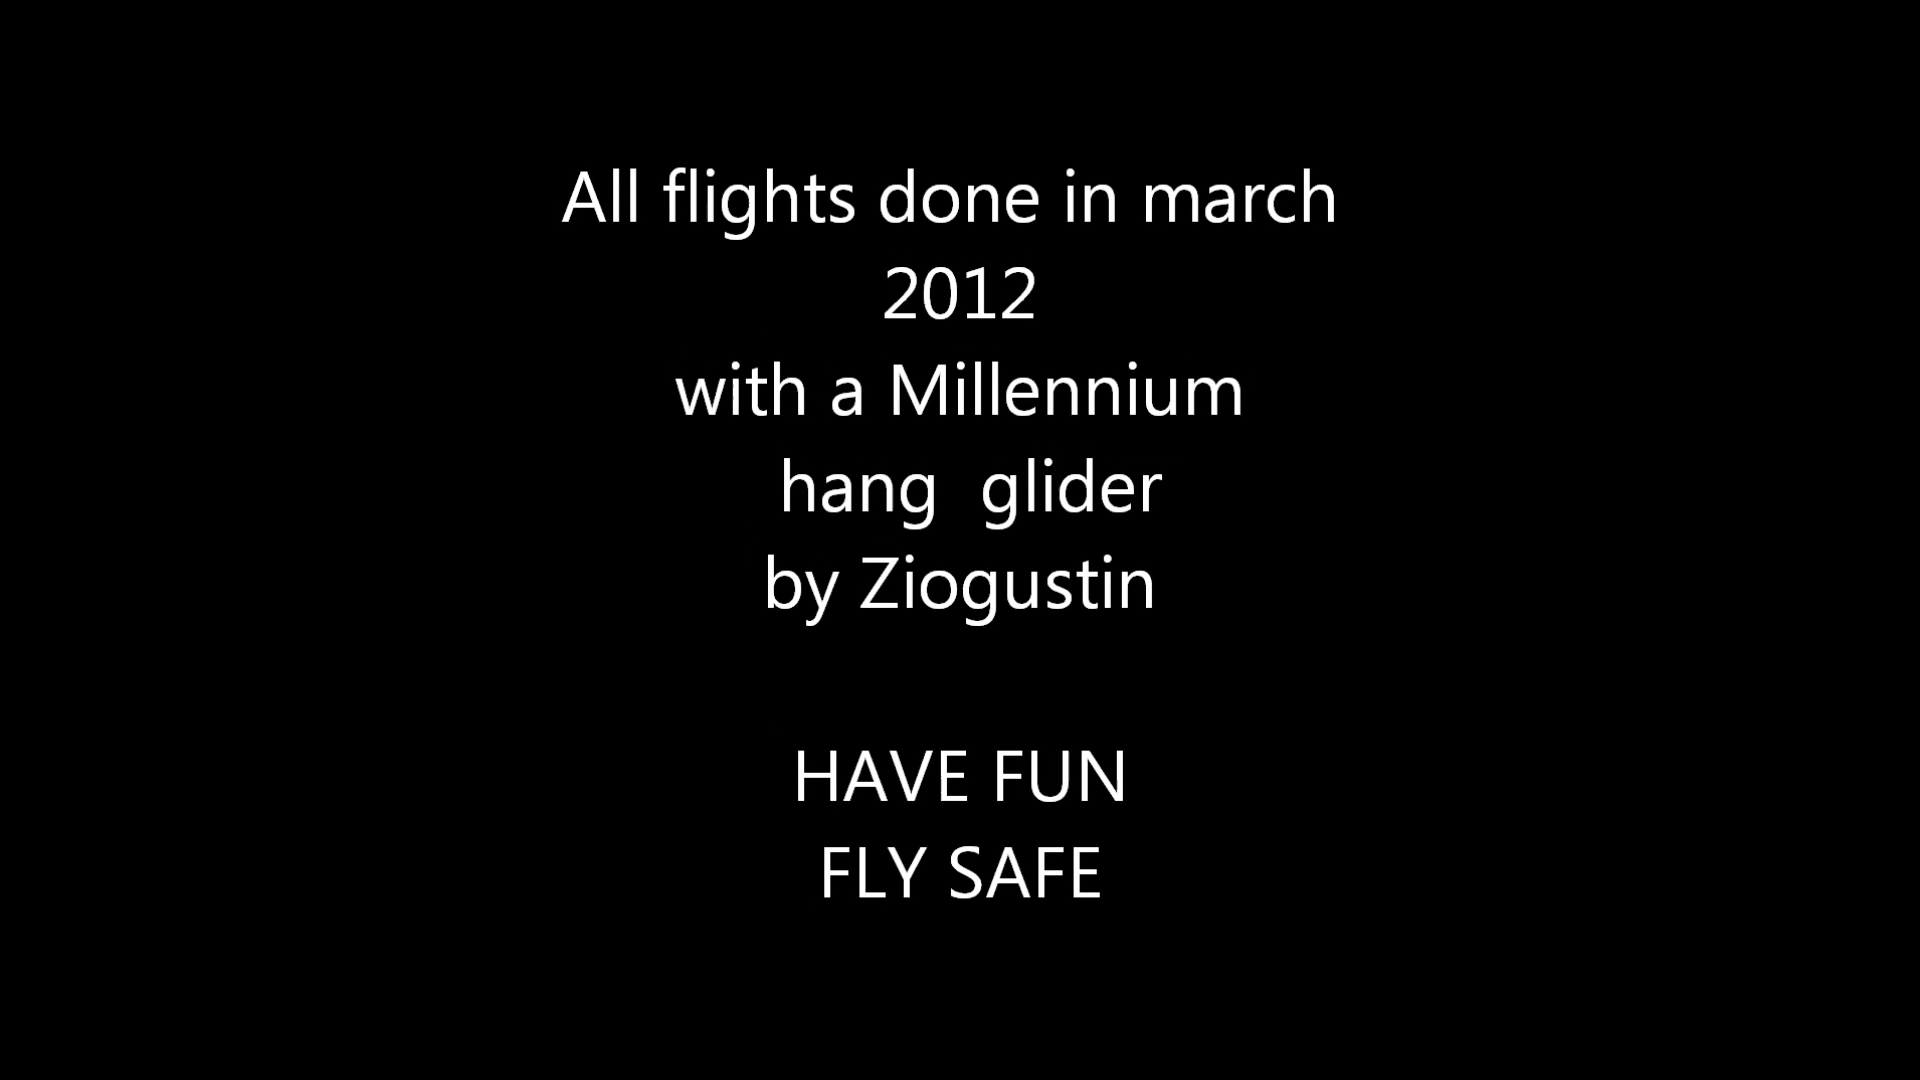 All flights done in march
2012
with a Millennium
hang  glider
by Ziogustin
HAVE FUN
FLY SAFE